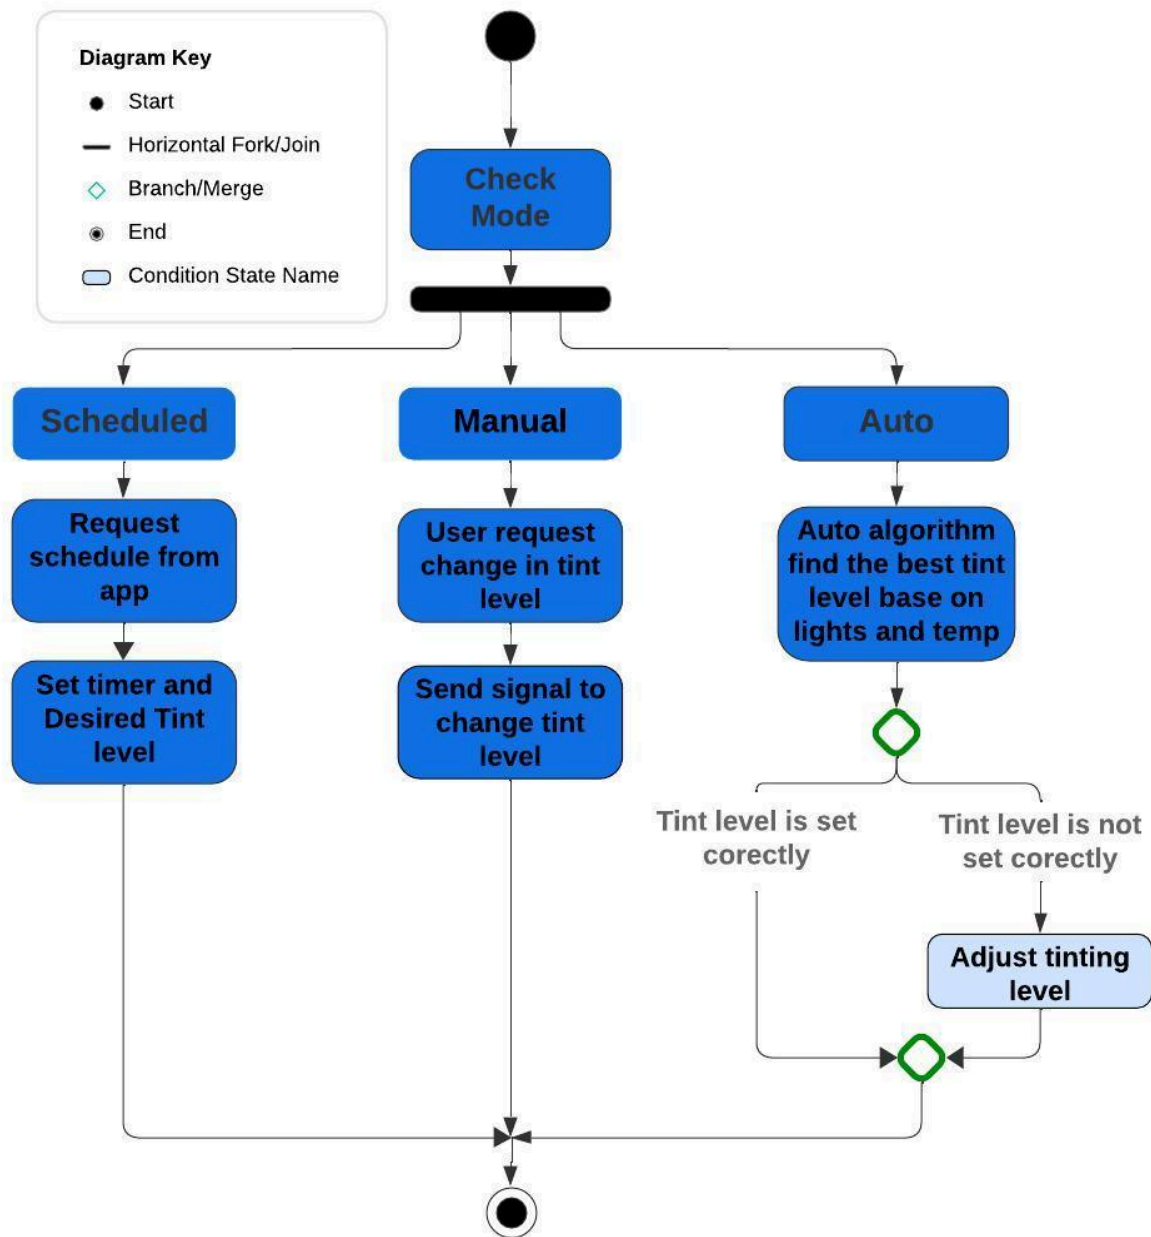 Diagram Key
Start
Horizontal Fork/Join
Branch/Merge
End
Condition State Name
Check
Mode
Scheduled
Manual
Auto
Request
schedule from
app
User request
change in tint
level
Auto algorithm
find the best tint
level base on
lights and temp
Set timer and
Desired Tint
level
Send signal to
change tint
level
Tint level is set
corectly
Tint level is not
set corectly
Adjust tinting
level